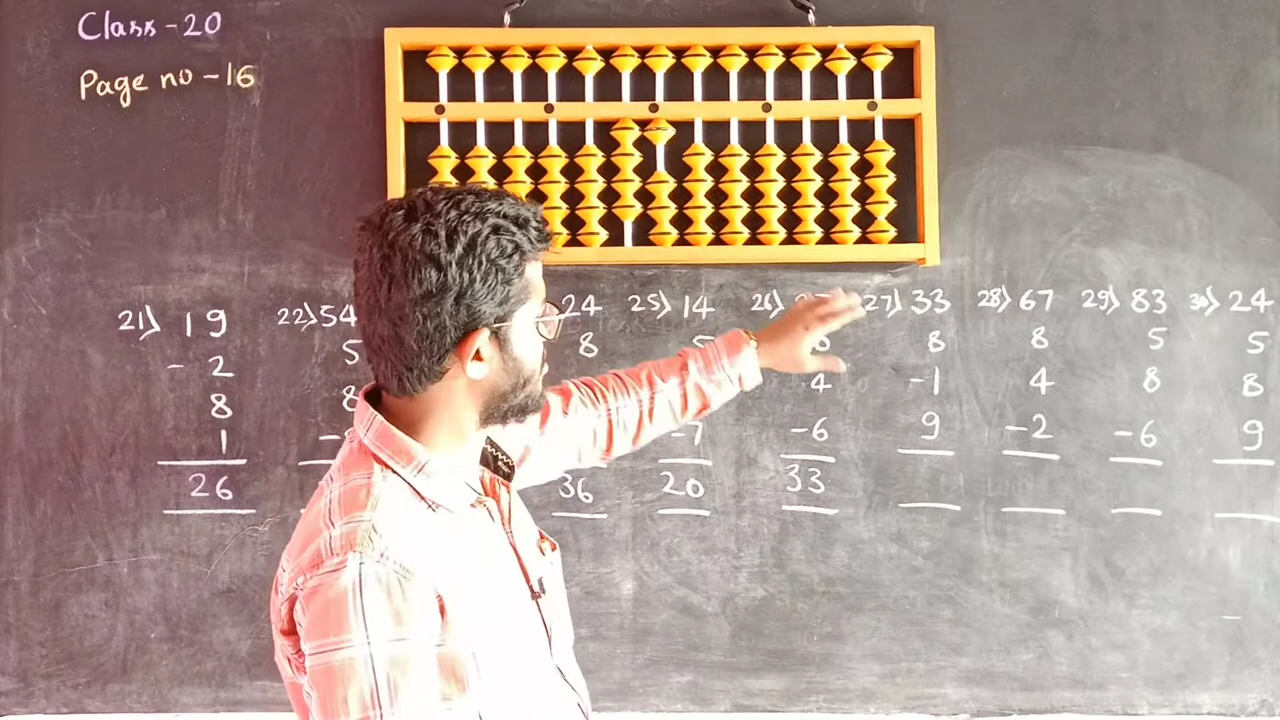 Class - 20
Page no - 16
21) 19 22) 54 24 25) 14 26) 27) 33 28) 67 29) 83 30) 24
- 2 5 8 8 8 5 5
8 8 4 -1 4 8 8
1 - -7 -6 9 -2 -6 9
26 36 20 33